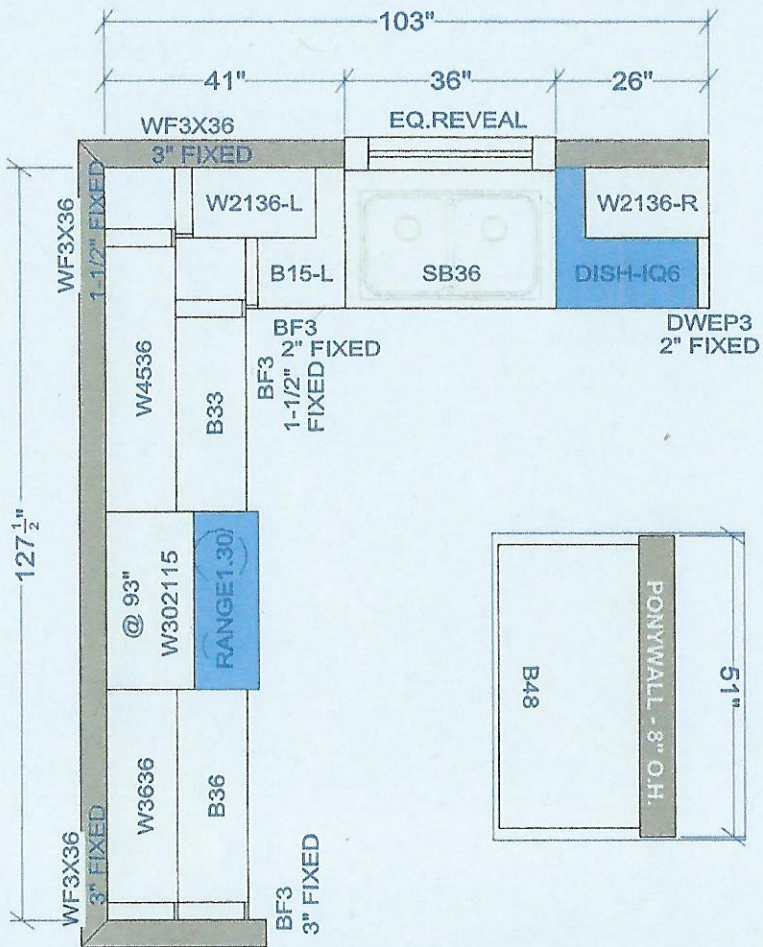 103"
41"
36"
26"
WF3X36
EQ.REVEAL
3" FIXED
WF3X36
1-1/2" FIXED
W2136-L
W2136-R
B15-L
SB36
DISH-IQ6
BF3
2" FIXED
DWEP3
2" FIXED
BF3
1-1/2"
FIXED
W4536
B33
127 1/2"
@ 93"
W302115
RANGE1.30
B48
PONYWALL - 8" O.H.
51"
W3636
B36
WF3X36
3" FIXED
BF3
3" FIXED